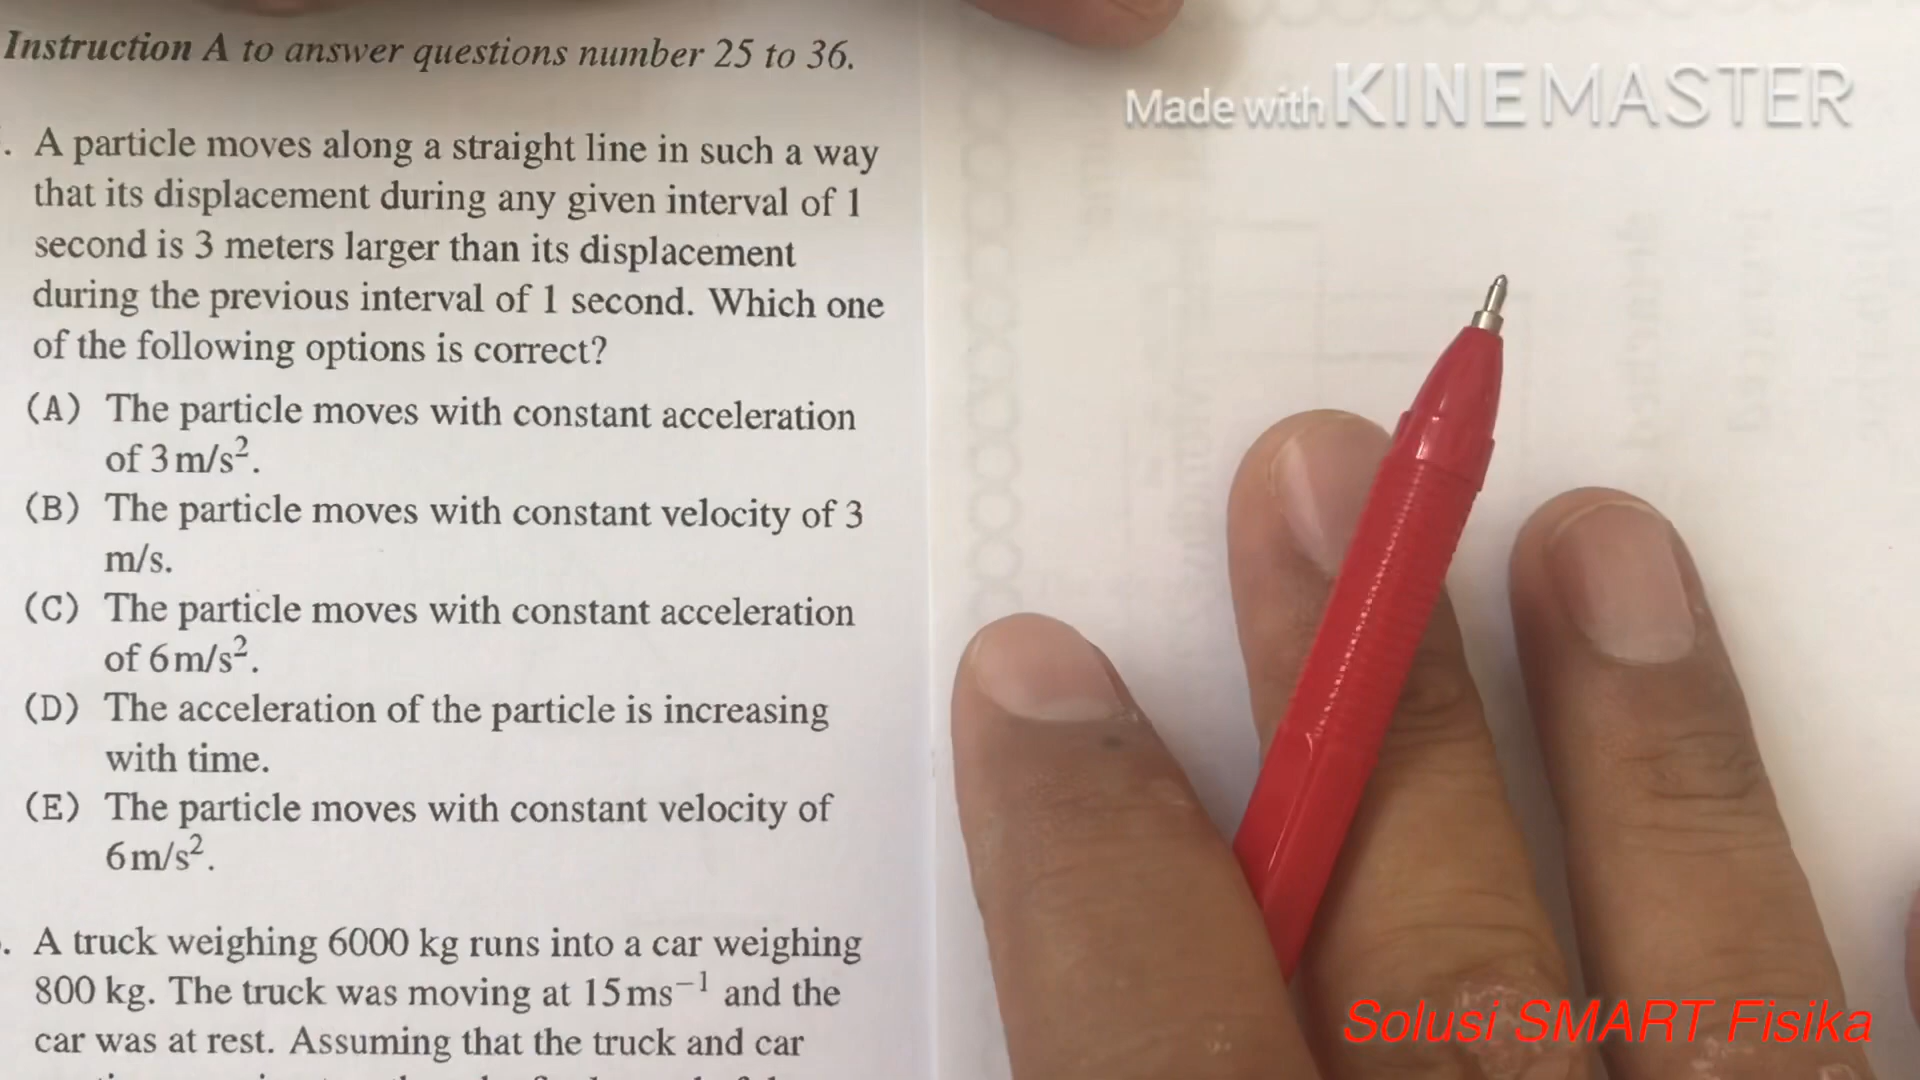 Instruction A to answer questions number 25 to 36.
Made with KINEMASTER
. A particle moves along a straight line in such a way
that its displacement during any given interval of 1
second is 3 meters larger than its displacement
during the previous interval of 1 second. Which one
of the following options is correct?
(A) The particle moves with constant acceleration
of 3 m/s².
(B) The particle moves with constant velocity of 3
m/s.
(C) The particle moves with constant acceleration
of 6 m/s².
(D) The acceleration of the particle is increasing
with time.
(E) The particle moves with constant velocity of
6 m/s².
. A truck weighing 6000 kg runs into a car weighing
800 kg. The truck was moving at 15 ms⁻¹ and the
car was at rest. Assuming that the truck and car
Solusi SMART Fisika